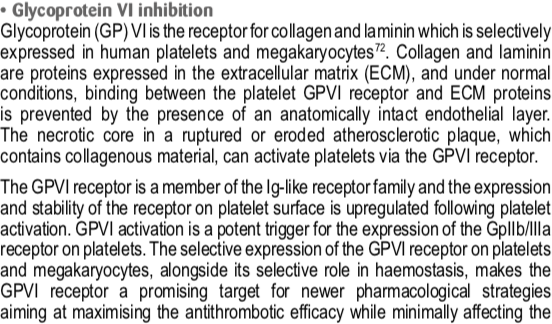 • Glycoprotein VI inhibition
Glycoprotein (GP) VI is the receptor for collagen and laminin which is selectively
expressed in human platelets and megakaryocytes72. Collagen and laminin
are proteins expressed in the extracellular matrix (ECM), and under normal
conditions, binding between the platelet GPVI receptor and ECM proteins
is prevented by the presence of an anatomically intact endothelial layer.
The necrotic core in a ruptured or eroded atherosclerotic plaque, which
contains collagenous material, can activate platelets via the GPVI receptor.
The GPVI receptor is a member of the Ig-like receptor family and the expression
and stability of the receptor on platelet surface is upregulated following platelet
activation. GPVI activation is a potent trigger for the expression of the GpIIb/IIIa
receptor on platelets. The selective expression of the GPVI receptor on platelets
and megakaryocytes, alongside its selective role in haemostasis, makes the
GPVI receptor a promising target for newer pharmacological strategies
aiming at maximising the antithrombotic efficacy while minimally affecting the